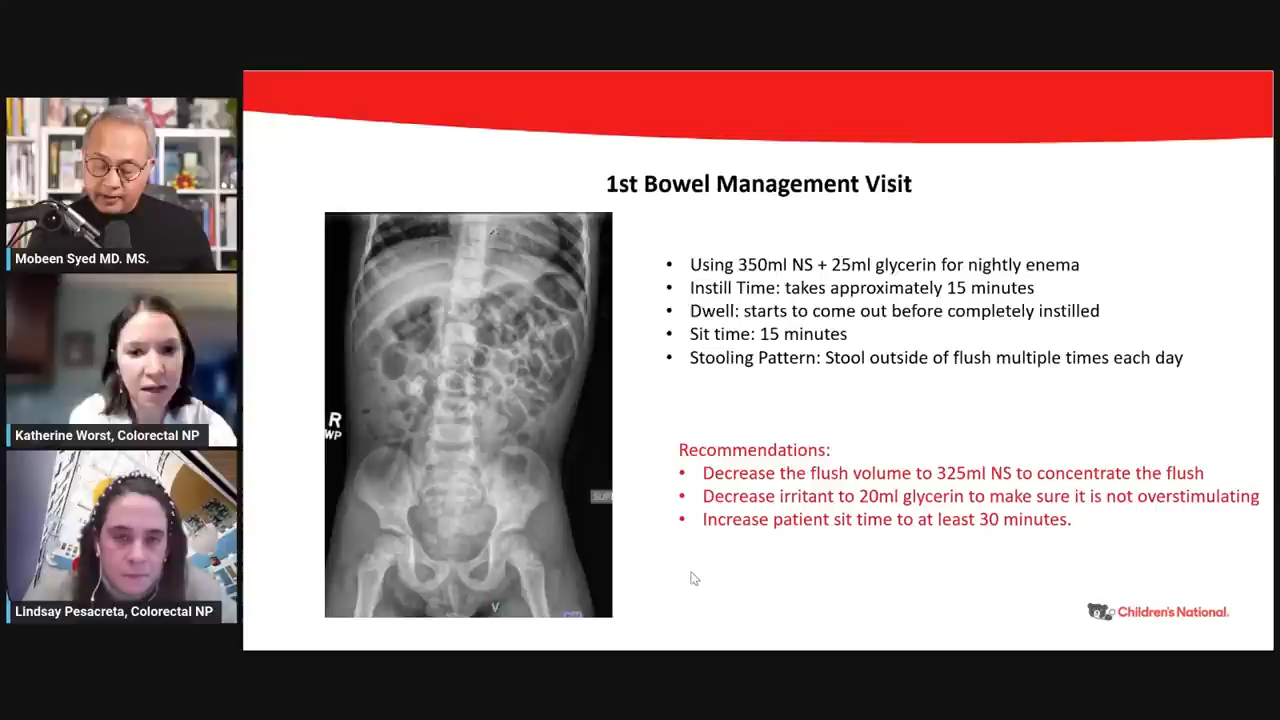 1st Bowel Management Visit
• Using 350ml NS + 25ml glycerin for nightly enema
• Instill Time: takes approximately 15 minutes
• Dwell: starts to come out before completely instilled
• Sit time: 15 minutes
• Stooling Pattern: Stool outside of flush multiple times each day
Recommendations:
• Decrease the flush volume to 325ml NS to concentrate the flush
• Decrease irritant to 20ml glycerin to make sure it is not overstimulating
• Increase patient sit time to at least 30 minutes.
R
WP
V
Children's National.
Mobeen Syed MD. MS.
Katherine Worst, Colorectal NP
Lindsay Pesacreta, Colorectal NP